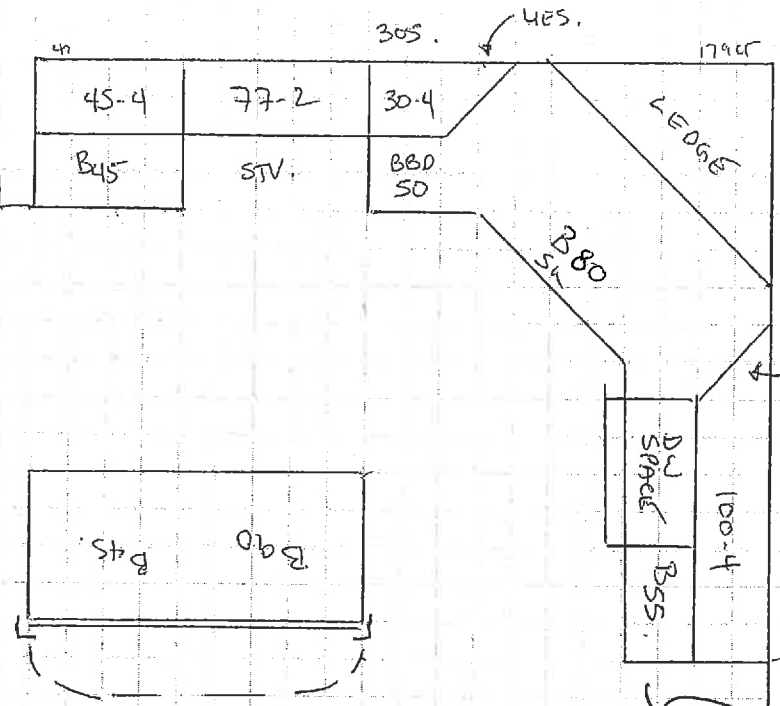 305.
45-4
77-2
30-4
LEDGE
B45
STV.
BBD
50
B80
DW
SPACE
100-4
B55.
B45.
B90